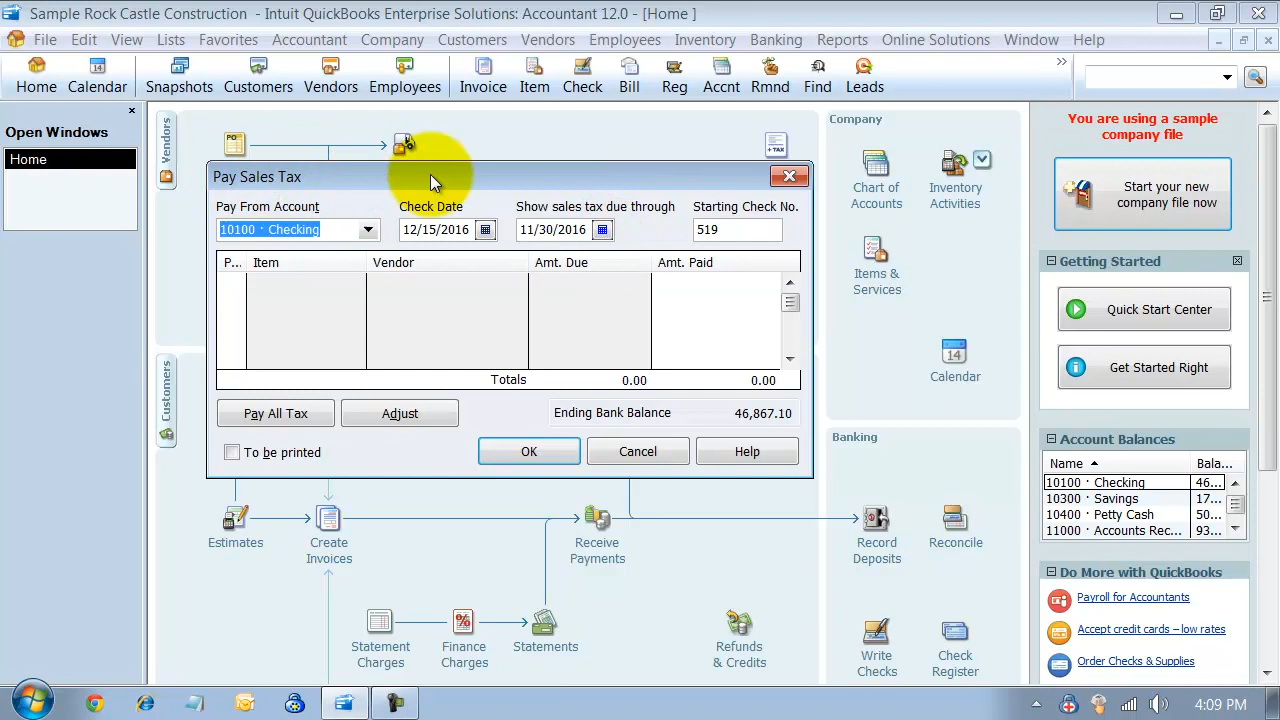 Sample Rock Castle Construction - Intuit QuickBooks Enterprise Solutions: Accountant 12.0 - [Home ]
File Edit View Lists Favorites Accountant Company Customers Vendors Employees Inventory Banking Reports Online Solutions Window Help
Home Calendar Snapshots Customers Vendors Employees Invoice Item Check Bill Reg Accnt Rmnd Find Leads
Open Windows
Home
Vendors
PO
+ TAX
Pay Sales Tax
Pay From Account Check Date Show sales tax due through Starting Check No.
10100 · Checking 12/15/2016 11/30/2016 519
P... Item Vendor Amt. Due Amt. Paid
Totals 0.00 0.00
Pay All Tax Adjust Ending Bank Balance 46,867.10
To be printed OK Cancel Help
Customers
Estimates
Create
Invoices
Receive
Payments
Statement
Charges
Finance
Charges
Statements
Refunds
& Credits
Company
Chart of
Accounts
Inventory
Activities
Items &
Services
14
Calendar
Banking
Record
Deposits
Reconcile
Write
Checks
Check
Register
You are using a sample
company file
Start your new
company file now
Getting Started
Quick Start Center
Get Started Right
Account Balances
Name Bala...
10100 · Checking 46...
10300 · Savings 17...
10400 · Petty Cash 50...
11000 · Accounts Rec... 93...
Do More with QuickBooks
Payroll for Accountants
Accept credit cards – low rates
Order Checks & Supplies
4:09 PM